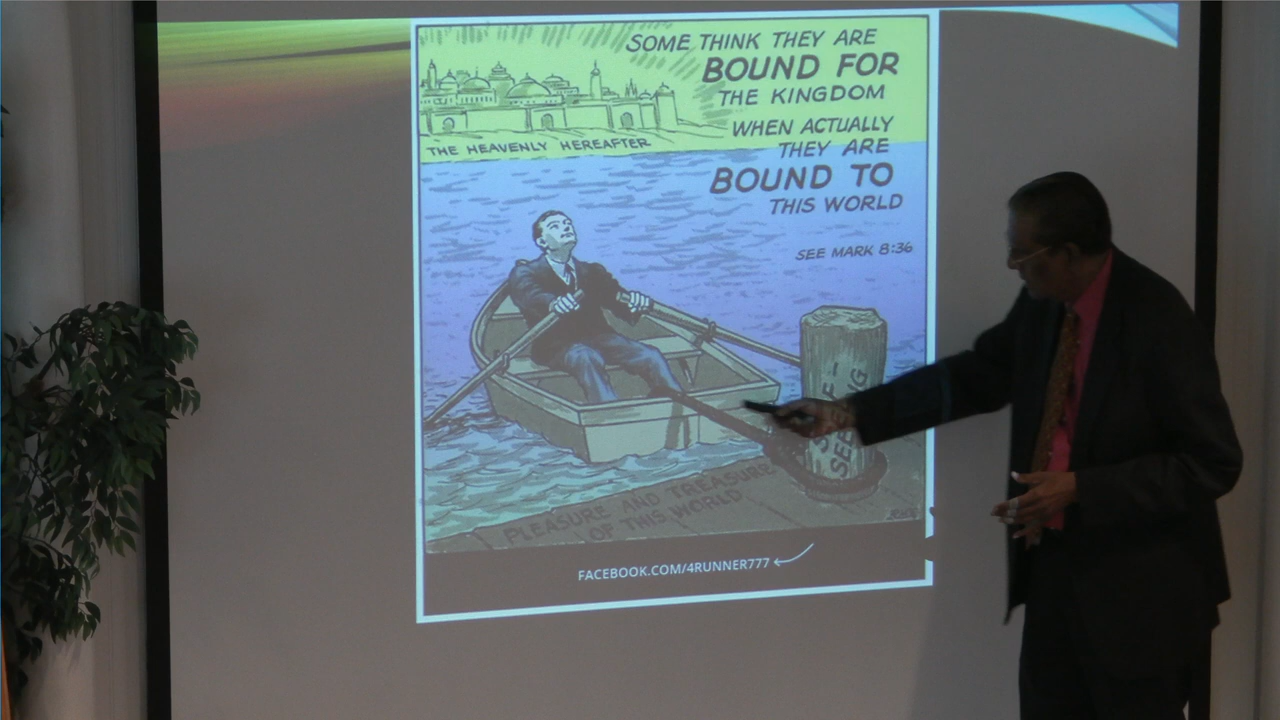 SOME THINK THEY ARE
BOUND FOR
THE KINGDOM
WHEN ACTUALLY
THEY ARE
BOUND TO
THIS WORLD
SEE MARK 8:36
THE HEAVENLY HEREAFTER
PLEASURE AND TREASURE
OF THIS WORLD
FACEBOOK.COM/4RUNNER777